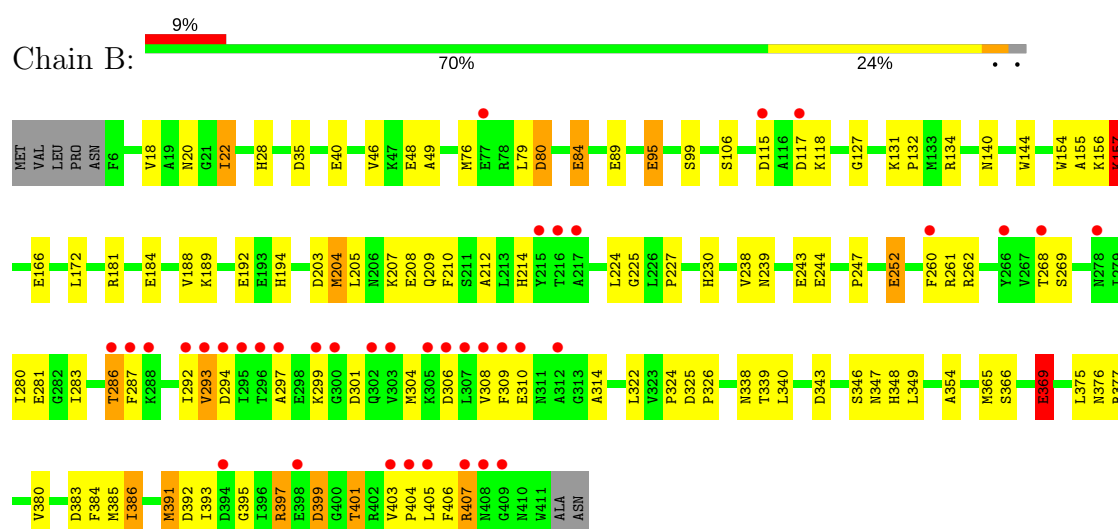 9%
Chain B:
70% 24% • •
MET VAL LEU PRO ASN F6 V18 A19 N20 G21 I22 H28 D35 E40 V46 K47 E48 A49 M76 E77 R78 L79 D80 E84 E89 E95 S99 S106 D115 A116 D117 K118 G127 K131 P132 M133 R134 N140 W144 W154 A155 K156 K157
E166 L172 R181 E184 V188 K189 E192 E193 H194 D203 M204 L205 N206 K207 E208 Q209 F210 S211 A212 L213 H214 Y215 T216 A217 L224 G225 L226 P227 H230 V238 N239 E243 E244 P247 E252 F260 R261 R262 Y266 V267 T268 S269 N278 I279
I280 E281 G282 I283 T286 F287 K288 I292 V293 D294 I295 T296 A297 E298 K299 G300 D301 Q302 V303 M304 K305 D306 L307 V308 F309 E310 N311 A312 G313 A314 L322 V323 P324 D325 P326 N338 T339 L340 D343 S346 N347 H348 L349 A354 M365 S366 E369 L375 N376 R377
V380 D383 F384 M385 I386 M391 D392 I393 D394 G395 I396 R397 E398 D399 G400 T401 R402 V403 P404 L405 F406 R407 N408 G409 N410 W411 ALA ASN